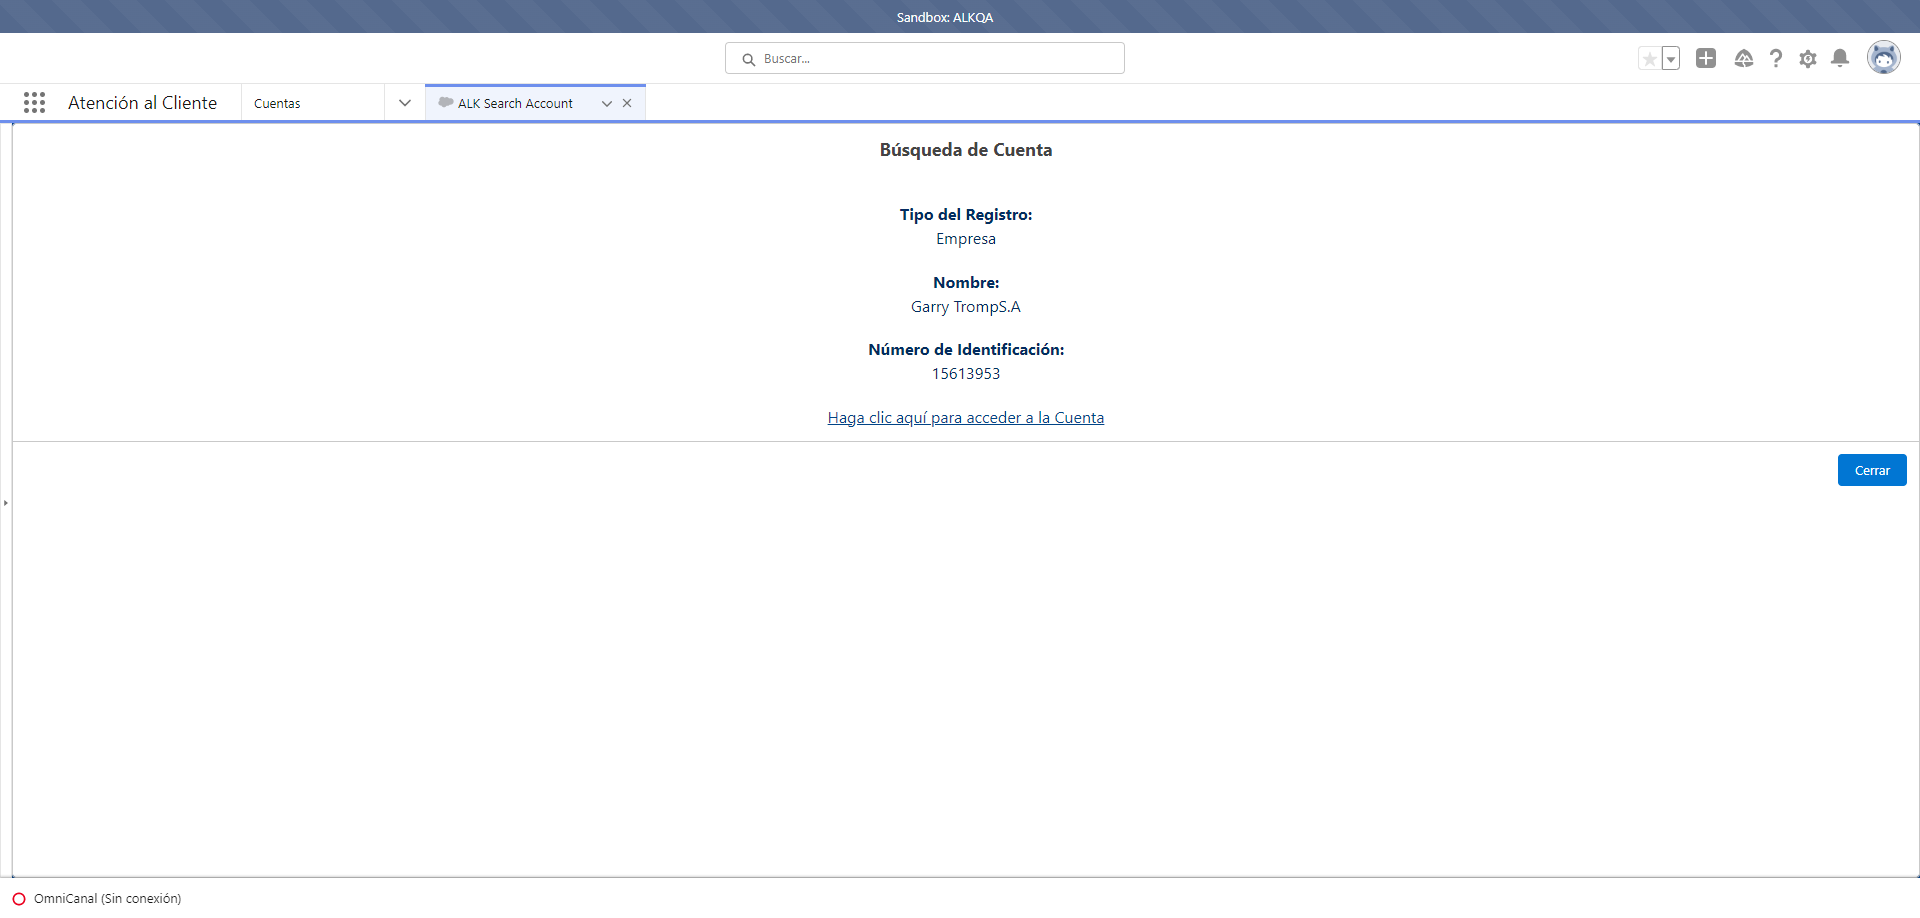 Sandbox: ALKQA
Buscar...
Atención al Cliente
Cuentas
ALK Search Account
Búsqueda de Cuenta
Tipo del Registro:
Empresa
Nombre:
Garry TrompS.A
Número de Identificación:
15613953
Haga clic aquí para acceder a la Cuenta
Cerrar
OmniCanal (Sin conexión)